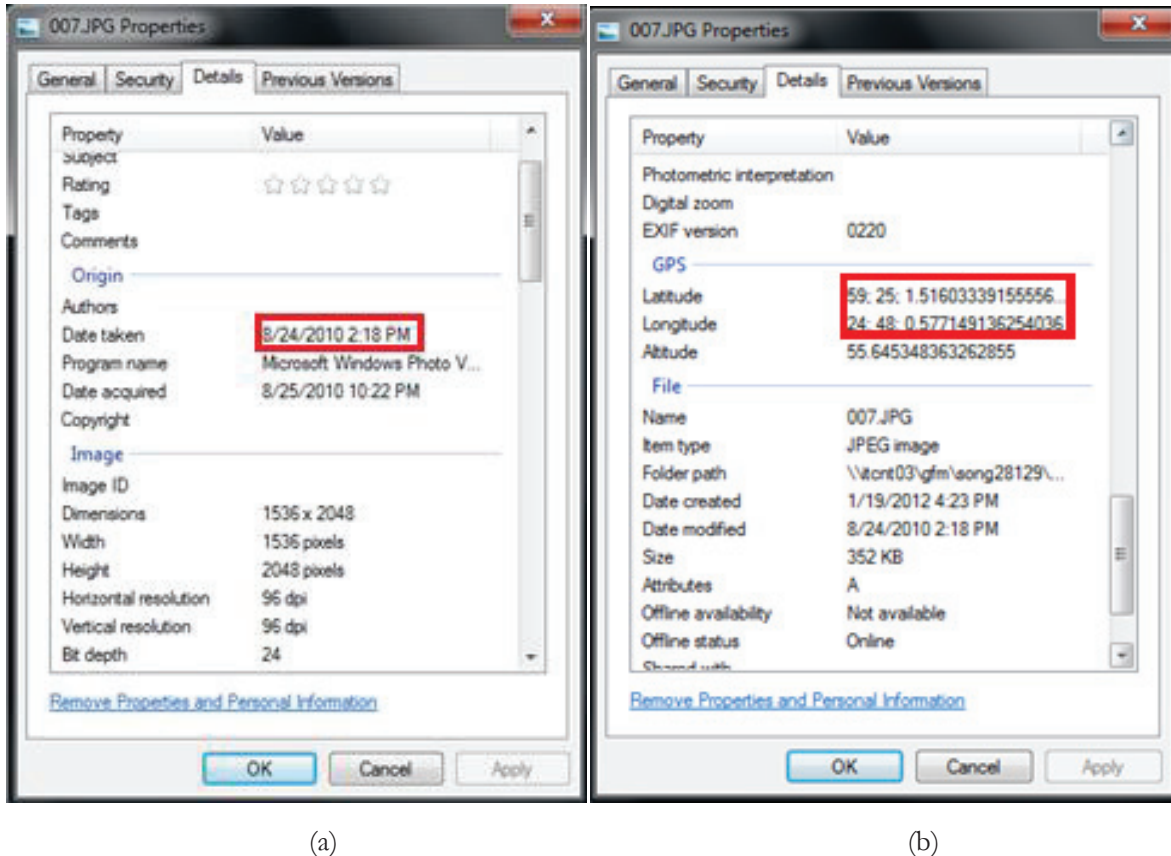 007.JPG Properties
General Security Details Previous Versions
Property Value
Subject
Rating
Tags
Comments
Origin
Authors
Date taken 8/24/2010 2:18 PM
Program name Microsoft Windows Photo V...
Date acquired 8/25/2010 10:22 PM
Copyright
Image
Image ID
Dimensions 1536 x 2048
Width 1536 pixels
Height 2048 pixels
Horizontal resolution 96 dpi
Vertical resolution 96 dpi
Bit depth 24
Remove Properties and Personal Information
OK Cancel Apply
(a)
007.JPG Properties
General Security Details Previous Versions
Property Value
Photometric interpretation
Digital zoom
EXIF version 0220
GPS
Latitude 59; 25; 1.51603339155556...
Longitude 24; 48; 0.577149136254036
Altitude 55.645348363262855
File
Name 007.JPG
Item type JPEG image
Folder path \\itcnt03\gfm\song28129\...
Date created 1/19/2012 4:23 PM
Date modified 8/24/2010 2:18 PM
Size 352 KB
Attributes A
Offline availability Not available
Offline status Online
Shared with
Remove Properties and Personal Information
OK Cancel Apply
(b)